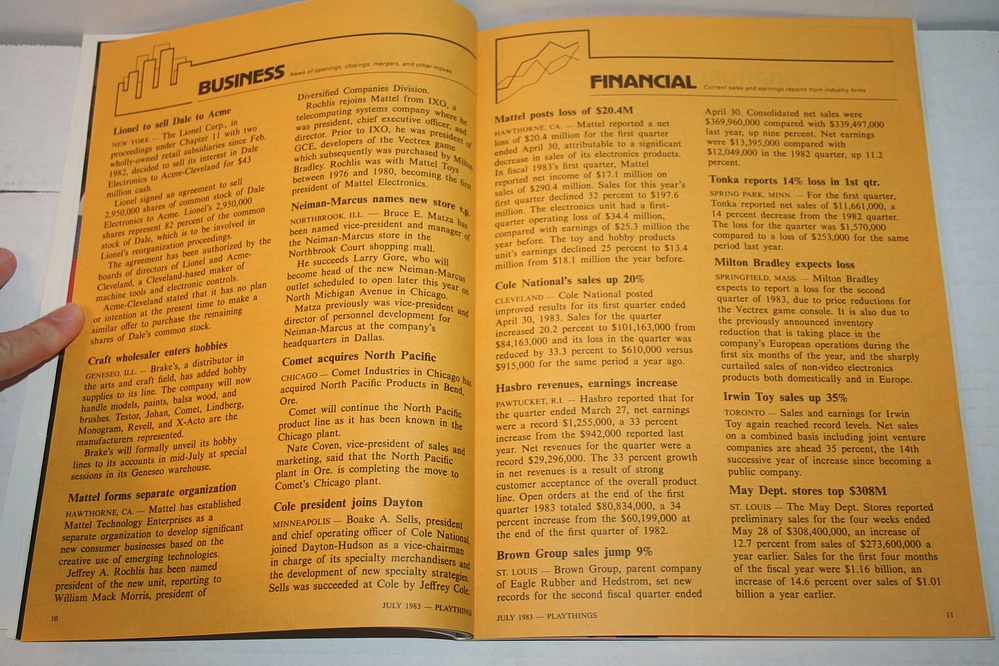 BUSINESS News of openings, closings, mergers, and other moves
Lionel to sell Dale to Acme
NEW YORK — The Lionel Corp., in
proceedings under Chapter 11 with two
wholly-owned retail subsidiaries since Feb.
1982, decided to sell its interest in Dale
Electronics to Acme-Cleveland for $43
million cash.
Lionel signed an agreement to sell
2,950,000 shares of common stock of Dale
Electronics to Acme. Lionel's 2,950,000
shares represent 82 percent of the common
stock of Dale, which is to be involved in
Lionel's reorganization proceedings.
The agreement has been authorized by the
boards of directors of Lionel and Acme-
Cleveland, a Cleveland-based maker of
machine tools and electronic controls.
Acme-Cleveland stated that it has no plan
or intention at the present time to make a
similar offer to purchase the remaining
shares of Dale's common stock.
Craft wholesaler enters hobbies
GENESEO, ILL. — Brake's, a distributor in
the arts and craft field, has added hobby
supplies to its line. The company will now
handle models, paints, balsa wood, and
brushes. Testor, Johan, Comet, Lindberg,
Monogram, Revell, and X-Acto are the
manufacturers represented.
Brake's will formally unveil its hobby
lines to its accounts in mid-July at special
sessions in its Geneseo warehouse.
Mattel forms separate organization
HAWTHORNE, CA. — Mattel has established
Mattel Technology Enterprises as a
separate organization to develop significant
new consumer businesses based on the
creative use of emerging technologies.
Jeffrey A. Rochlis has been named
president of the new unit, reporting to
William Mack Morris, president of
10
Diversified Companies Division.
Rochlis rejoins Mattel from IXO, a
telecomputing systems company where he
was president, chief executive officer, and
director. Prior to IXO, he was president of
GCE, developers of the Vectrex game
which subsequently was purchased by Milton
Bradley. Rochlis was with Mattel Toys
between 1976 and 1980, becoming the first
president of Mattel Electronics.
Neiman-Marcus names new store v.p.
NORTHBROOK, ILL. — Bruce E. Matza has
been named vice-president and manager of
the Neiman-Marcus store in the
Northbrook Court shopping mall.
He succeeds Larry Gore, who will
become head of the new Neiman-Marcus
outlet scheduled to open later this year on
North Michigan Avenue in Chicago.
Matza previously was vice-president and
director of personnel development for
Neiman-Marcus at the company's
headquarters in Dallas.
Comet acquires North Pacific
CHICAGO — Comet Industries in Chicago has
acquired North Pacific Products in Bend,
Ore.
Comet will continue the North Pacific
product line as it has been known in the
Chicago plant.
Nate Coven, vice-president of sales and
marketing, said that the North Pacific
plant in Ore. is completing the move to
Comet's Chicago plant.
Cole president joins Dayton
MINNEAPOLIS — Boake A. Sells, president
and chief operating officer of Cole National,
joined Dayton-Hudson as a vice-chairman
in charge of its specialty merchandisers and
the development of new specialty strategies.
Sells was succeeded at Cole by Jeffrey Cole.
JULY 1983 — PLAYTHINGS
FINANCIAL Current sales and earnings reports from industry firms
Mattel posts loss of $20.4M
HAWTHORNE, CA. — Mattel reported a net
loss of $20.4 million for the first quarter
ended April 30, attributable to a significant
decrease in sales of its electronics products.
In fiscal 1983's first quarter, Mattel
reported net income of $17.1 million on
sales of $290.4 million. Sales for this year's
first quarter declined 32 percent to $197.6
million. The electronics unit had a first-
quarter operating loss of $34.4 million,
compared with earnings of $25.3 million the
year before. The toy and hobby products
unit's earnings declined 25 percent to $13.4
million from $18.1 million the year before.
Cole National's sales up 20%
CLEVELAND — Cole National posted
improved results for its first quarter ended
April 30, 1983. Sales for the quarter
increased 20.2 percent to $101,163,000 from
$84,163,000 and its loss in the quarter was
reduced by 33.3 percent to $610,000 versus
$915,000 for the same period a year ago.
Hasbro revenues, earnings increase
PAWTUCKET, R.I. — Hasbro reported that for
the quarter ended March 27, net earnings
were a record $1,255,000, a 33 percent
increase from the $942,000 reported last
year. Net revenues for the quarter were a
record $29,296,000. The 33 percent growth
in net revenues is a result of strong
customer acceptance of the overall product
line. Open orders at the end of the first
quarter 1983 totaled $80,834,000, a 34
percent increase from the $60,199,000 at
the end of the first quarter of 1982.
Brown Group sales jump 9%
ST. LOUIS — Brown Group, parent company
of Eagle Rubber and Hedstrom, set new
records for the second fiscal quarter ended
JULY 1983 — PLAYTHINGS
April 30. Consolidated net sales were
$369,960,000 compared with $339,497,000
last year, up nine percent. Net earnings
were $13,395,000 compared with
$12,049,000 in the 1982 quarter, up 11.2
percent.
Tonka reports 14% loss in 1st qtr.
SPRING PARK, MINN. — For the first quarter,
Tonka reported net sales of $11,661,000, a
14 percent decrease from the 1982 quarter.
The loss for the quarter was $1,570,000
compared to a loss of $253,000 for the same
period last year.
Milton Bradley expects loss
SPRINGFIELD, MASS. — Milton Bradley
expects to report a loss for the second
quarter of 1983, due to price reductions for
the Vectrex game console. It is also due to
the previously announced inventory
reduction that is taking place in the
company's European operations during the
first six months of the year, and the sharply
curtailed sales of non-video electronics
products both domestically and in Europe.
Irwin Toy sales up 35%
TORONTO — Sales and earnings for Irwin
Toy again reached record levels. Net sales
on a combined basis including joint venture
companies are ahead 35 percent, the 14th
successive year of increase since becoming a
public company.
May Dept. stores top $308M
ST. LOUIS — The May Dept. Stores reported
preliminary sales for the four weeks ended
May 28 of $308,400,000, an increase of
12.7 percent from sales of $273,600,000 a
year earlier. Sales for the first four months
of the fiscal year were $1.16 billion, an
increase of 14.6 percent over sales of $1.01
billion a year earlier.
11